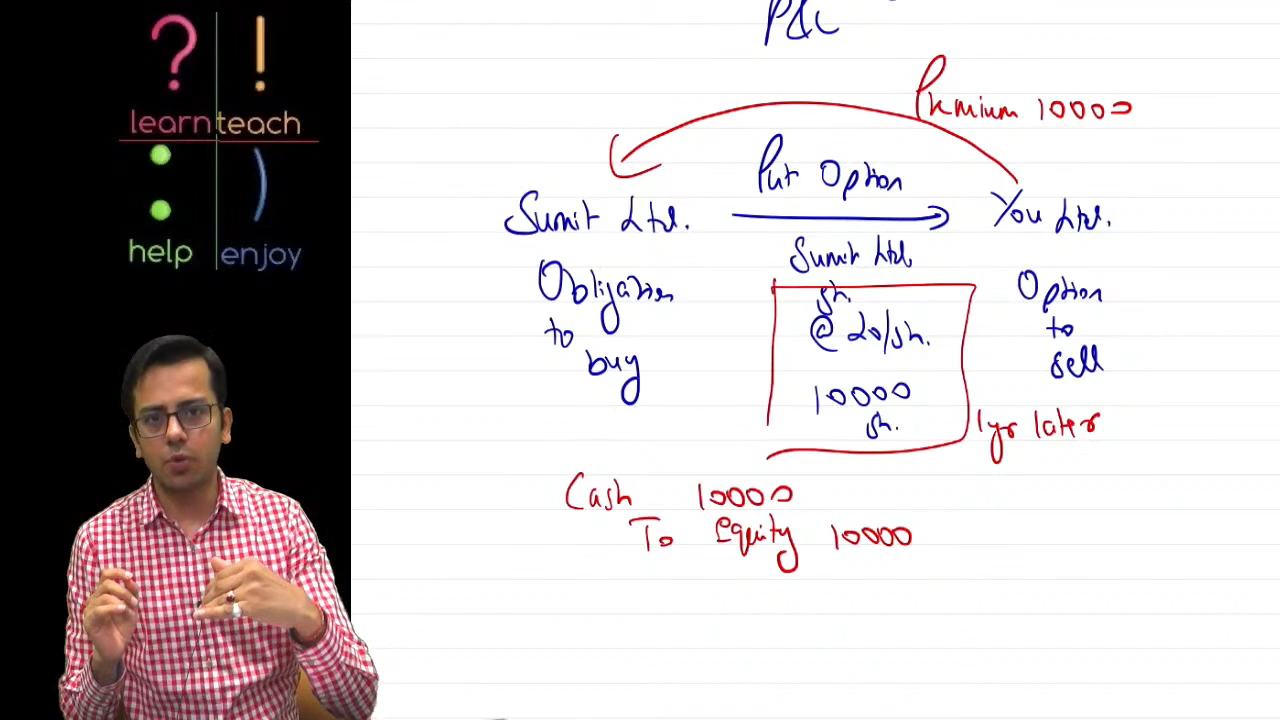 ? !
learn teach
: )
help enjoy
P&L
Premium 10000
Put Option
Sumit Ltd.
You Ltd.
Sumit Ltd
sh.
@ 20/sh.
10000
sh.
Obligation
to
buy
Option
to
sell
1yr later
Cash 10000
To Equity 10000